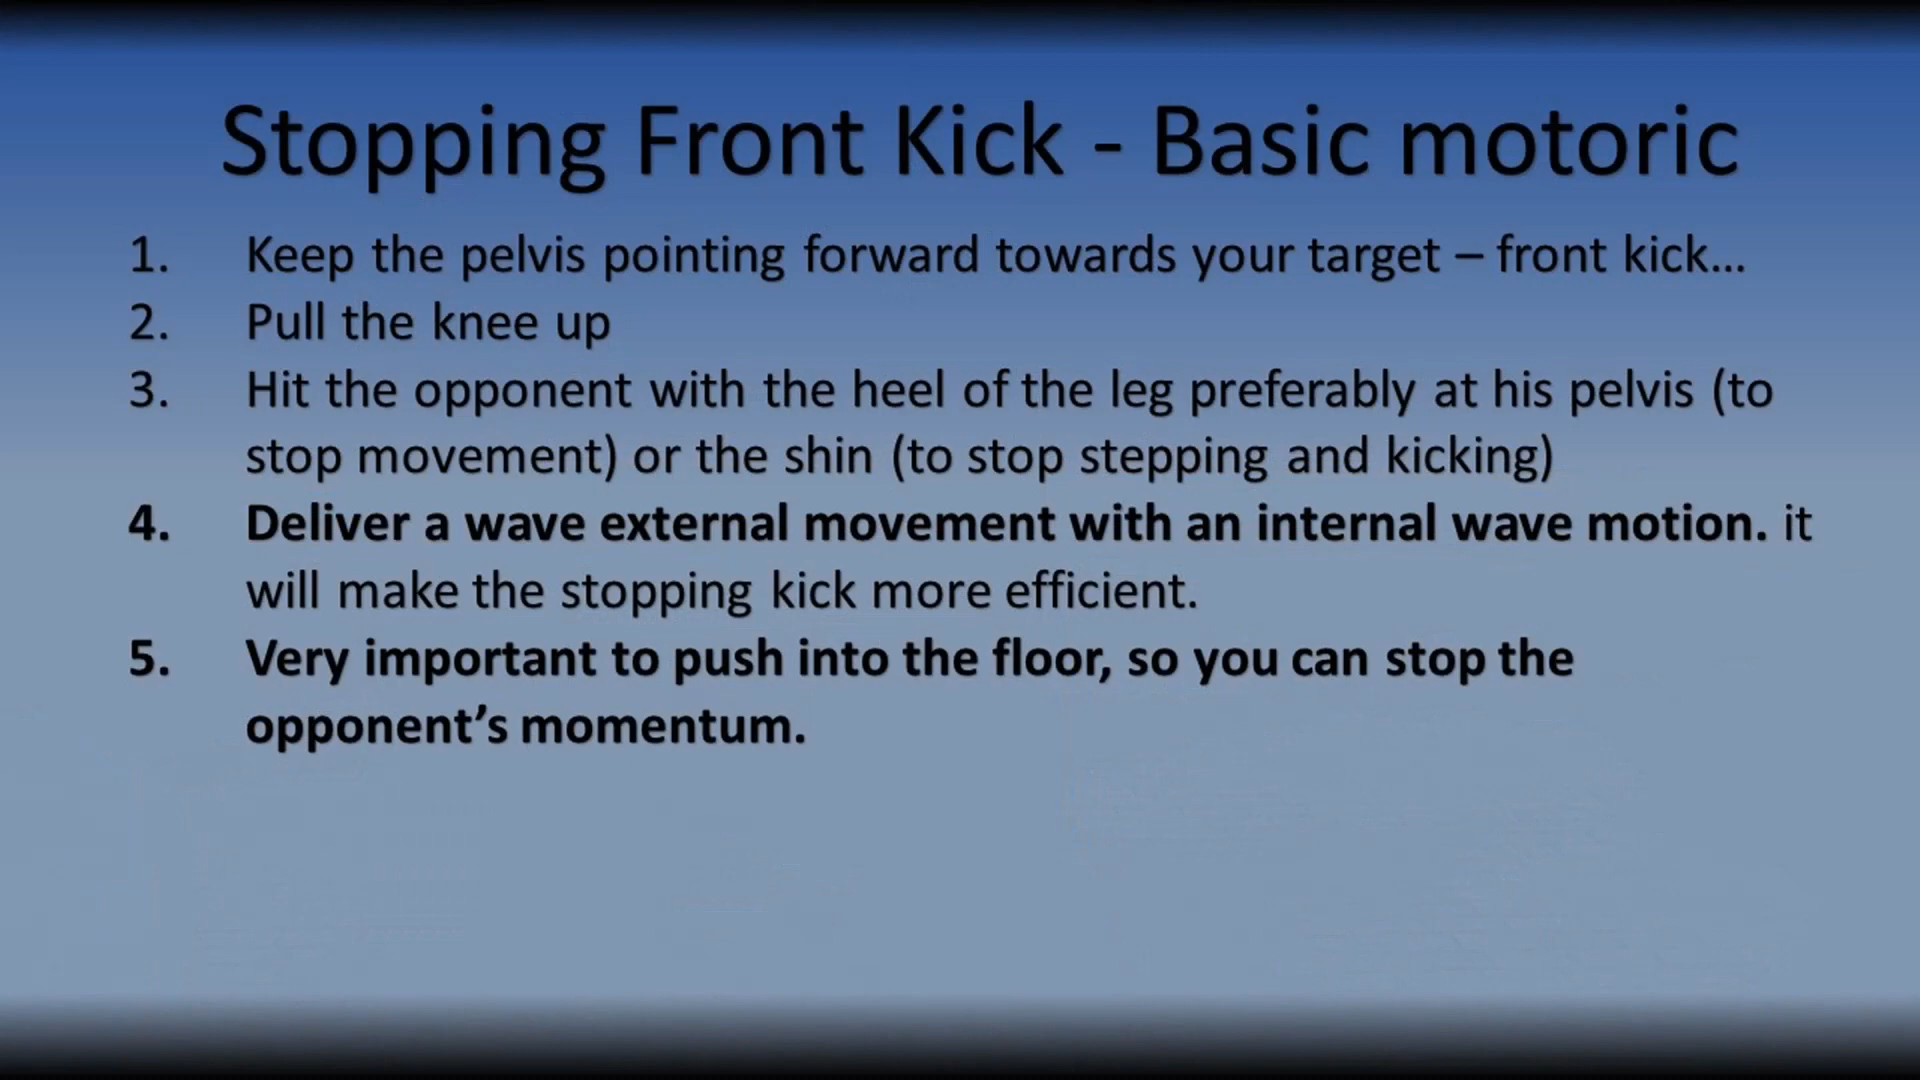 Stopping Front Kick - Basic motoric
1. Keep the pelvis pointing forward towards your target – front kick...
2. Pull the knee up
3. Hit the opponent with the heel of the leg preferably at his pelvis (to
stop movement) or the shin (to stop stepping and kicking)
4. Deliver a wave external movement with an internal wave motion. it
will make the stopping kick more efficient.
5. Very important to push into the floor, so you can stop the
opponent’s momentum.